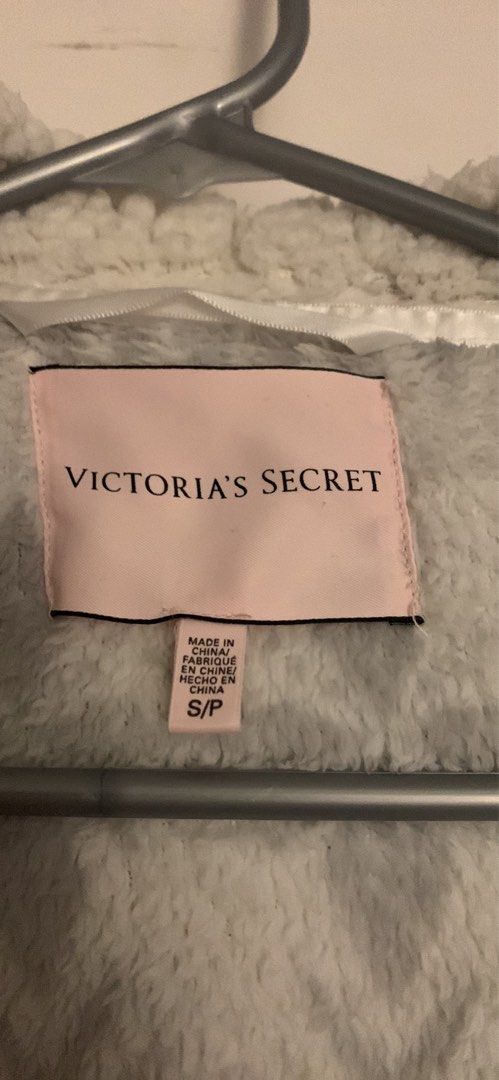 VICTORIA'S SECRET
MADE IN
CHINA/
FABRIQUÉ
EN CHINE/
HECHO EN
CHINA
S/P